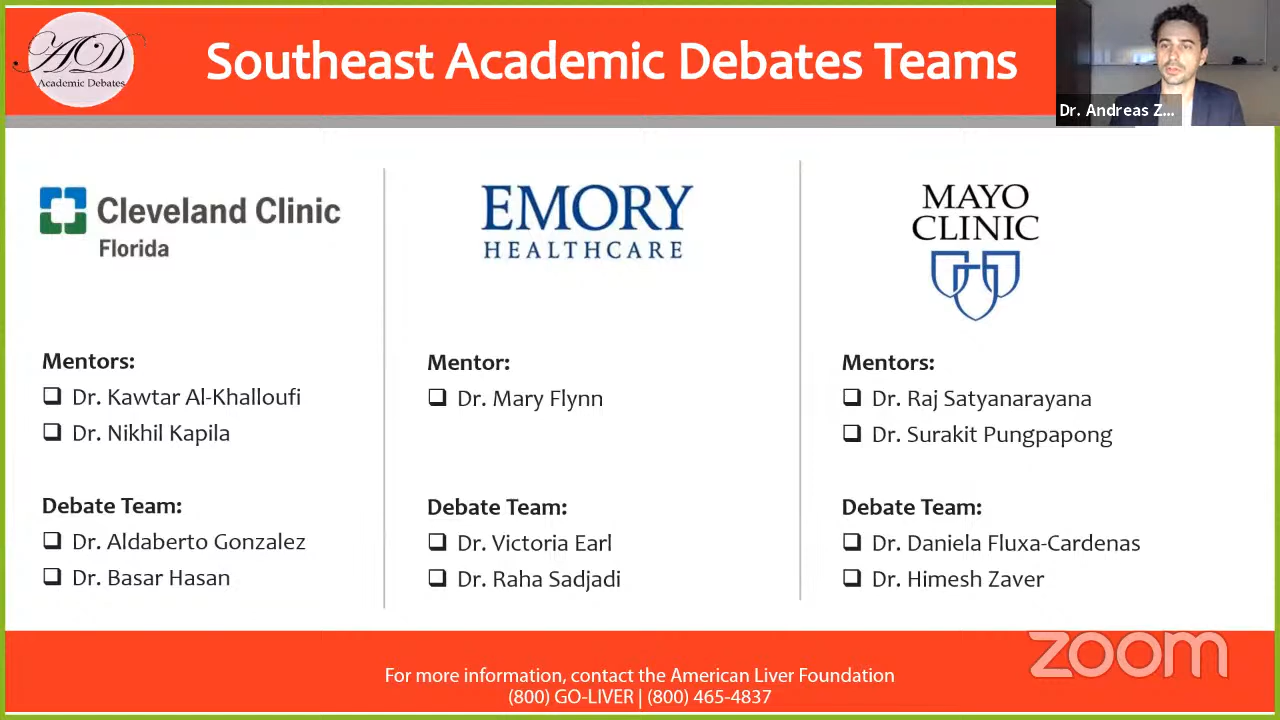 AD
Academic Debates
Southeast Academic Debates Teams
Dr. Andreas Z...
Cleveland Clinic
Florida
Mentors:
Dr. Kawtar Al-Khalloufi
Dr. Nikhil Kapila
Debate Team:
Dr. Aldaberto Gonzalez
Dr. Basar Hasan
EMORY
HEALTHCARE
Mentor:
Dr. Mary Flynn
Debate Team:
Dr. Victoria Earl
Dr. Raha Sadjadi
MAYO
CLINIC
Mentors:
Dr. Raj Satyanarayana
Dr. Surakit Pungpapong
Debate Team:
Dr. Daniela Fluxa-Cardenas
Dr. Himesh Zaver
zoom
For more information, contact the American Liver Foundation
(800) GO-LIVER | (800) 465-4837